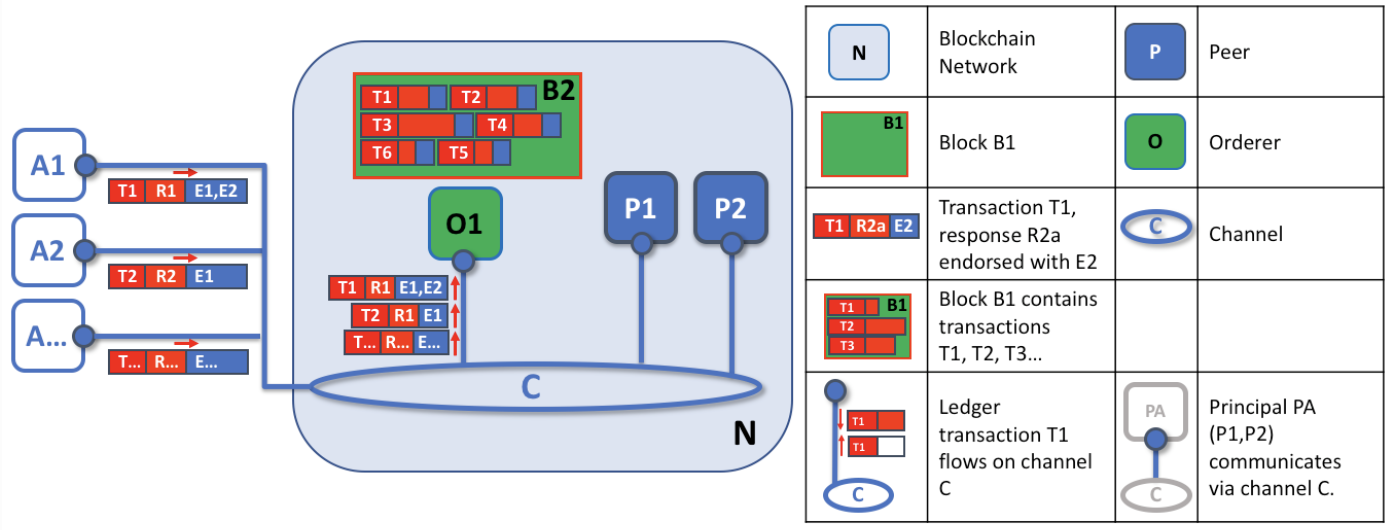 A1
T1 R1 E1,E2
A2
T2 R2 E1
A...
T... R... E...
B2
T1 T2
T3 T4
T6 T5
O1
P1
P2
T1 R1 E1,E2
T2 R1 E1
T... R... E...
C
N
N
Blockchain
Network
P
Peer
B1
Block B1
O
Orderer
T1 R2a E2
Transaction T1,
response R2a
endorsed with E2
C
Channel
B1
T1
T2
T3
Block B1 contains
transactions
T1, T2, T3...
T1
T1
C
Ledger
transaction T1
flows on channel
C
PA
C
Principal PA
(P1,P2)
communicates
via channel C.